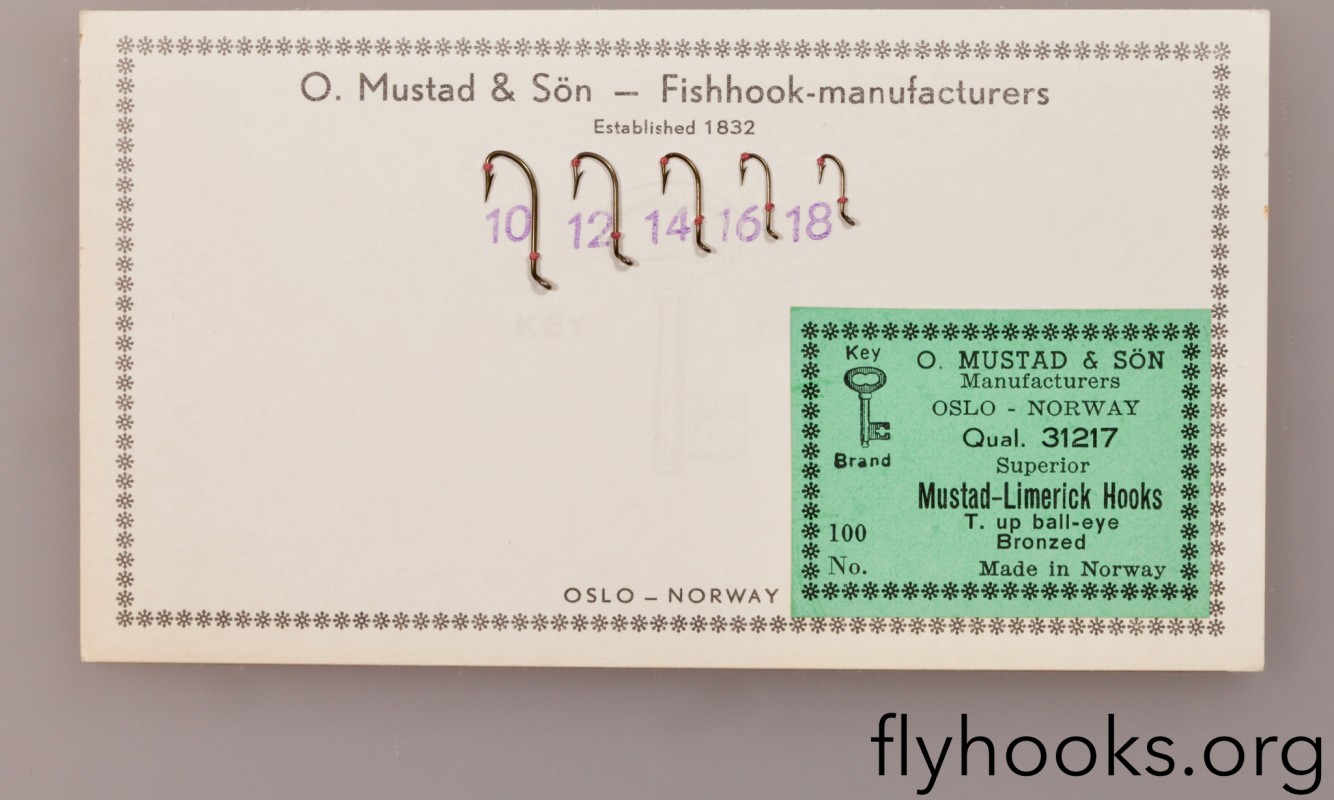 O. Mustad & Sön – Fishhook-manufacturers
Established 1832
10 12 14 16 18
KEY
Key
Brand
O. MUSTAD & SÖN
Manufacturers
OSLO - NORWAY
Qual. 31217
Superior
Mustad-Limerick Hooks
T. up ball-eye
Bronzed
100
No.
Made in Norway
OSLO – NORWAY
flyhooks.org